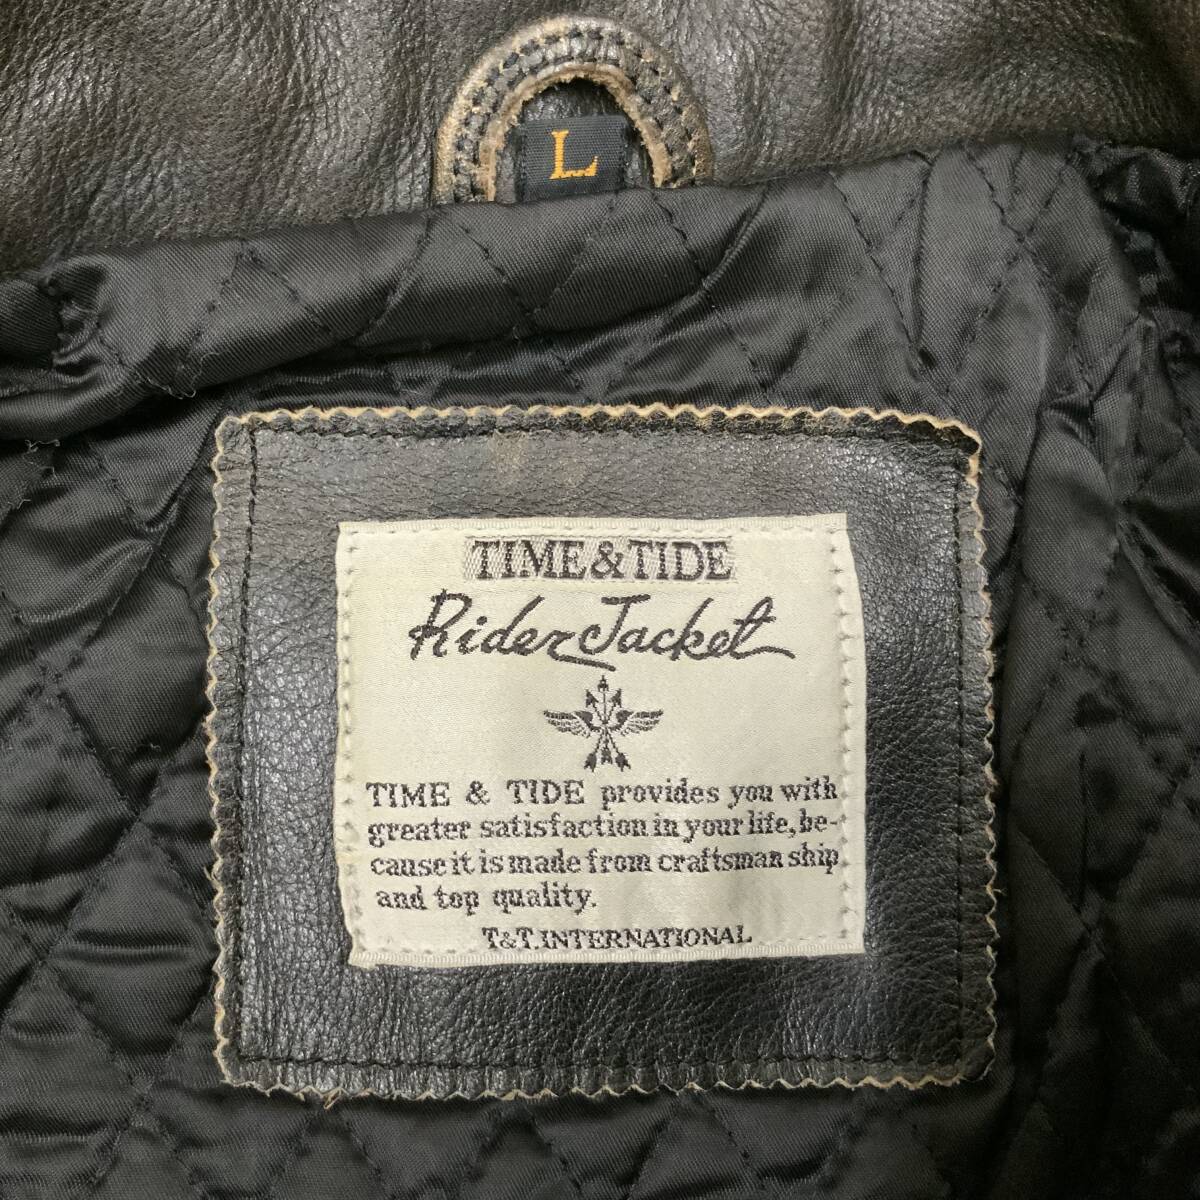 L
TIME&TIDE
Rider Jacket
TIME & TIDE provides you with
greater satisfaction in your life, be-
cause it is made from craftsman ship
and top quality.
T&T.INTERNATIONAL